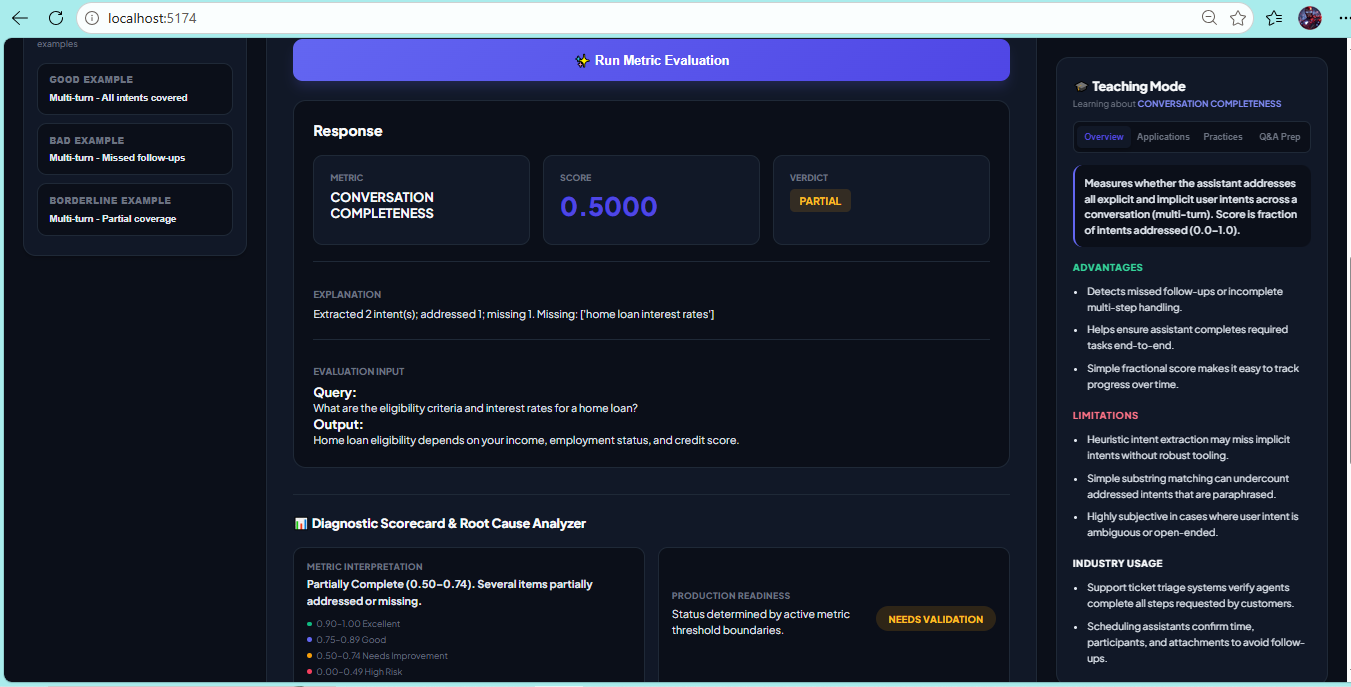 localhost:5174
examples
GOOD EXAMPLE
Multi-turn - All intents covered
BAD EXAMPLE
Multi-turn - Missed follow-ups
BORDERLINE EXAMPLE
Multi-turn - Partial coverage
✨ Run Metric Evaluation
Response
METRIC
CONVERSATION
COMPLETENESS
SCORE
0.5000
VERDICT
PARTIAL
EXPLANATION
Extracted 2 intent(s); addressed 1; missing 1. Missing: ['home loan interest rates']
EVALUATION INPUT
Query:
What are the eligibility criteria and interest rates for a home loan?
Output:
Home loan eligibility depends on your income, employment status, and credit score.
📊 Diagnostic Scorecard & Root Cause Analyzer
METRIC INTERPRETATION
Partially Complete (0.50–0.74). Several items partially
addressed or missing.
0.90–1.00 Excellent
0.75–0.89 Good
0.50–0.74 Needs Improvement
0.00–0.49 High Risk
PRODUCTION READINESS
Status determined by active metric
threshold boundaries.
NEEDS VALIDATION
🎓 Teaching Mode
Learning about CONVERSATION COMPLETENESS
Overview Applications Practices Q&A Prep
Measures whether the assistant addresses
all explicit and implicit user intents across a
conversation (multi-turn). Score is fraction
of intents addressed (0.0–1.0).
ADVANTAGES
• Detects missed follow-ups or incomplete
multi-step handling.
• Helps ensure assistant completes required
tasks end-to-end.
• Simple fractional score makes it easy to track
progress over time.
LIMITATIONS
• Heuristic intent extraction may miss implicit
intents without robust tooling.
• Simple substring matching can undercount
addressed intents that are paraphrased.
• Highly subjective in cases where user intent is
ambiguous or open-ended.
INDUSTRY USAGE
• Support ticket triage systems verify agents
complete all steps requested by customers.
• Scheduling assistants confirm time,
participants, and attachments to avoid follow-
ups.